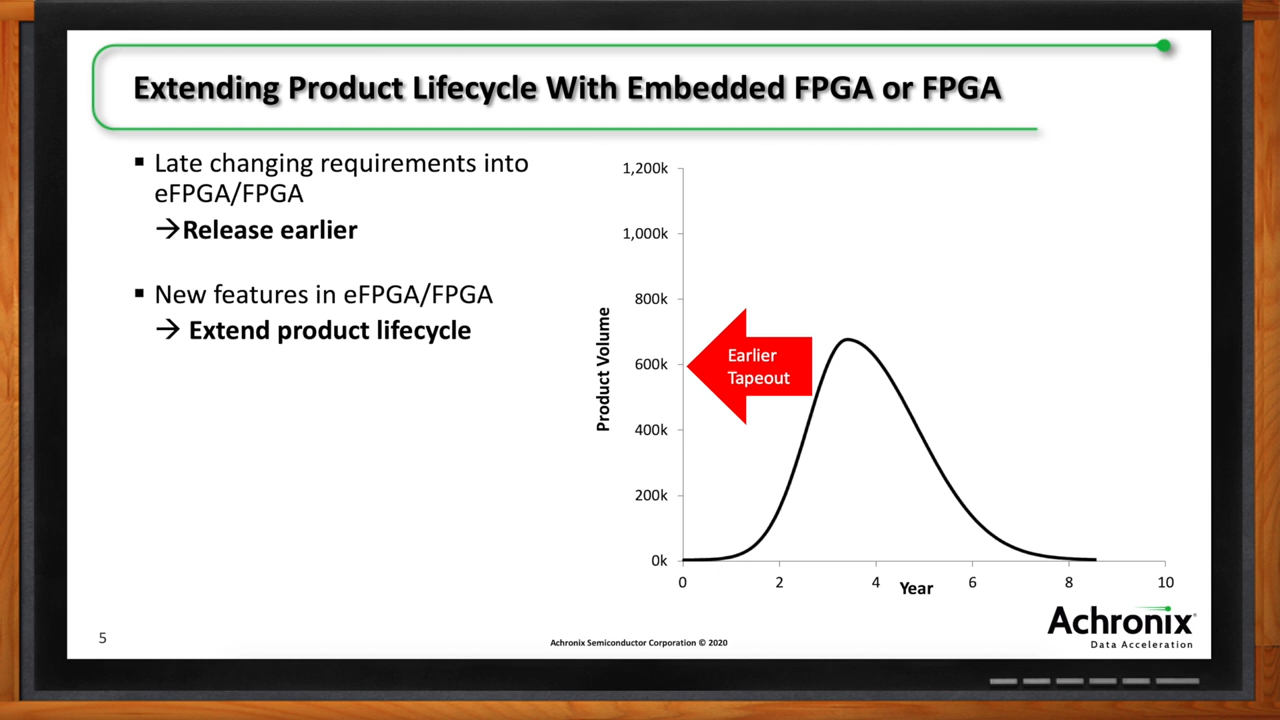 Extending Product Lifecycle With Embedded FPGA or FPGA
▪ Late changing requirements into
eFPGA/FPGA
→Release earlier
▪ New features in eFPGA/FPGA
→ Extend product lifecycle
1,200k
1,000k
800k
600k
400k
200k
0k
Product Volume
Earlier
Tapeout
0 2 4 6 8 10
Year
Achronix®
Data Acceleration
5
Achronix Semiconductor Corporation © 2020